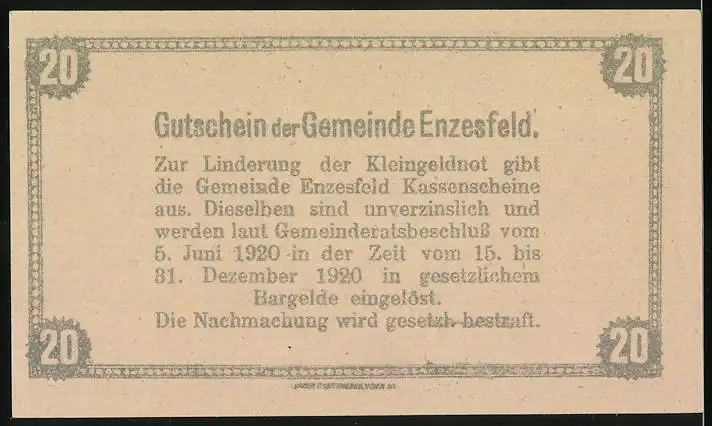 20 20
Gutschein der Gemeinde Enzesfeld.
Zur Linderung der Kleingeldnot gibt
die Gemeinde Enzesfeld Kassenscheine
aus. Dieselben sind unverzinslich und
werden laut Gemeinderatsbeschluß vom
5. Juni 1920 in der Zeit vom 15. bis
31. Dezember 1920 in gesetzlichem
Bargelde eingelöst.
Die Nachmachung wird gesetzl. bestraft.
20 20